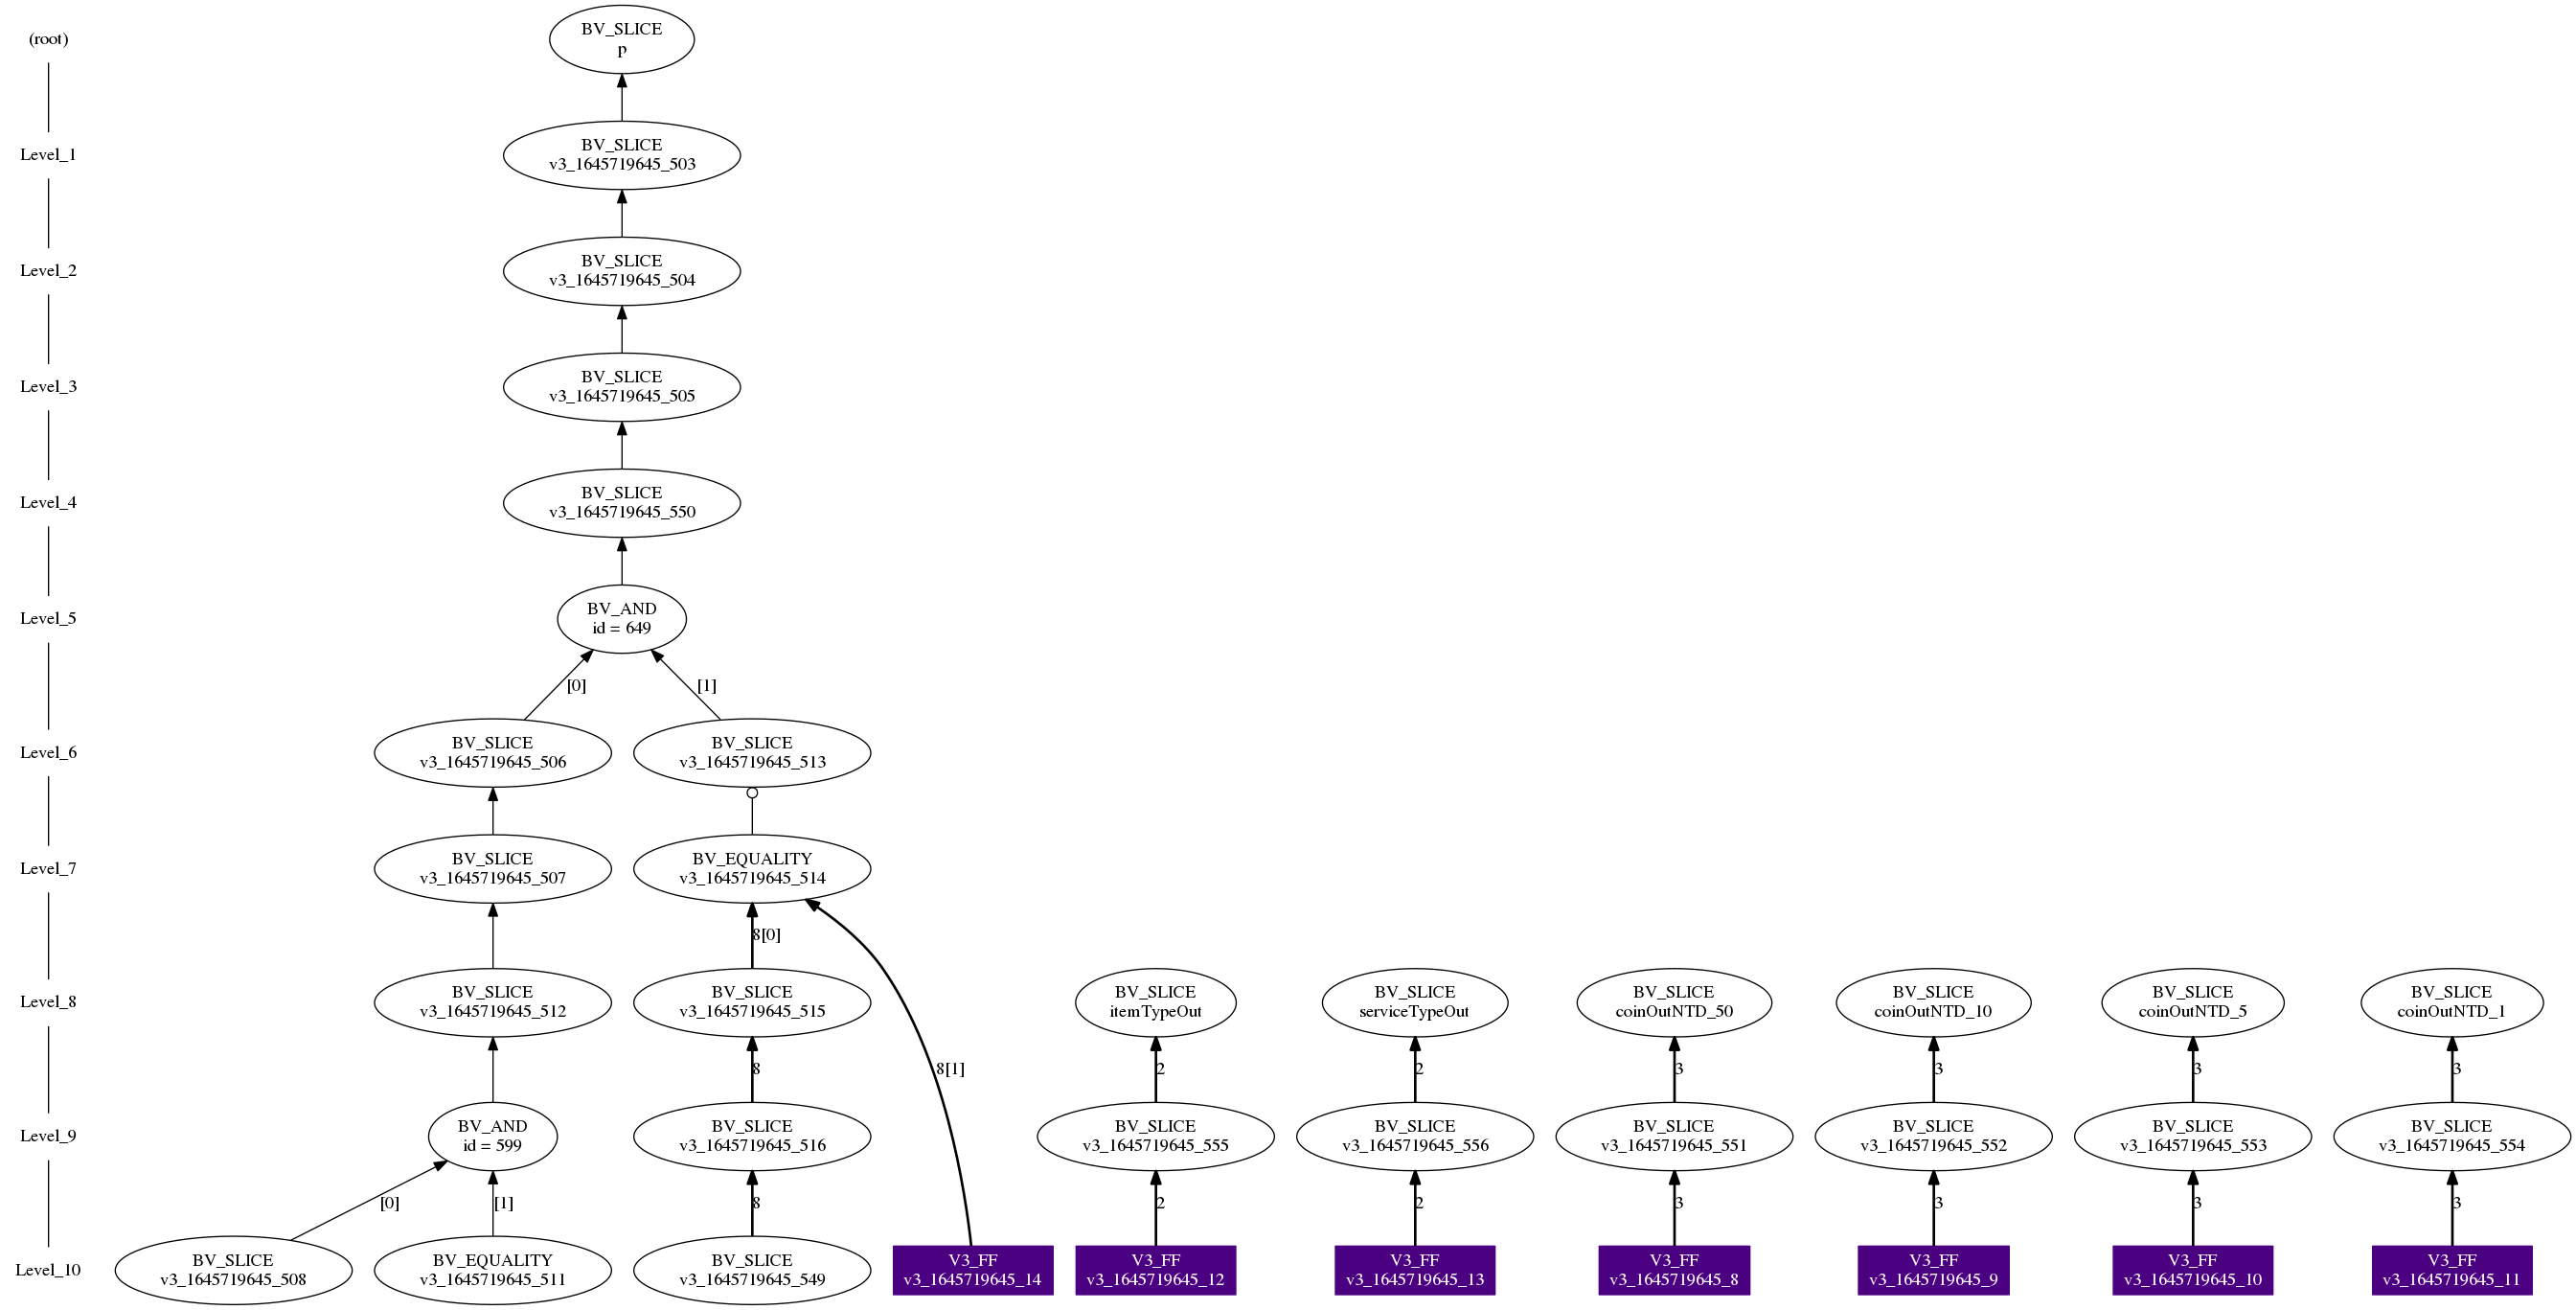 (root)
BV_SLICE
p
Level_1
BV_SLICE
v3_1645719645_503
Level_2
BV_SLICE
v3_1645719645_504
Level_3
BV_SLICE
v3_1645719645_505
Level_4
BV_SLICE
v3_1645719645_550
Level_5
BV_AND
id = 649
[0]
[1]
Level_6
BV_SLICE
v3_1645719645_506
BV_SLICE
v3_1645719645_513
Level_7
BV_SLICE
v3_1645719645_507
BV_EQUALITY
v3_1645719645_514
8[0]
Level_8
BV_SLICE
v3_1645719645_512
BV_SLICE
v3_1645719645_515
BV_SLICE
itemTypeOut
BV_SLICE
serviceTypeOut
BV_SLICE
coinOutNTD_50
BV_SLICE
coinOutNTD_10
BV_SLICE
coinOutNTD_5
BV_SLICE
coinOutNTD_1
8
8[1]
2
2
3
3
3
3
Level_9
BV_AND
id = 599
BV_SLICE
v3_1645719645_516
BV_SLICE
v3_1645719645_555
BV_SLICE
v3_1645719645_556
BV_SLICE
v3_1645719645_551
BV_SLICE
v3_1645719645_552
BV_SLICE
v3_1645719645_553
BV_SLICE
v3_1645719645_554
[0]
[1]
8
2
2
3
3
3
3
Level_10
BV_SLICE
v3_1645719645_508
BV_EQUALITY
v3_1645719645_511
BV_SLICE
v3_1645719645_549
V3_FF
v3_1645719645_14
V3_FF
v3_1645719645_12
V3_FF
v3_1645719645_13
V3_FF
v3_1645719645_8
V3_FF
v3_1645719645_9
V3_FF
v3_1645719645_10
V3_FF
v3_1645719645_11